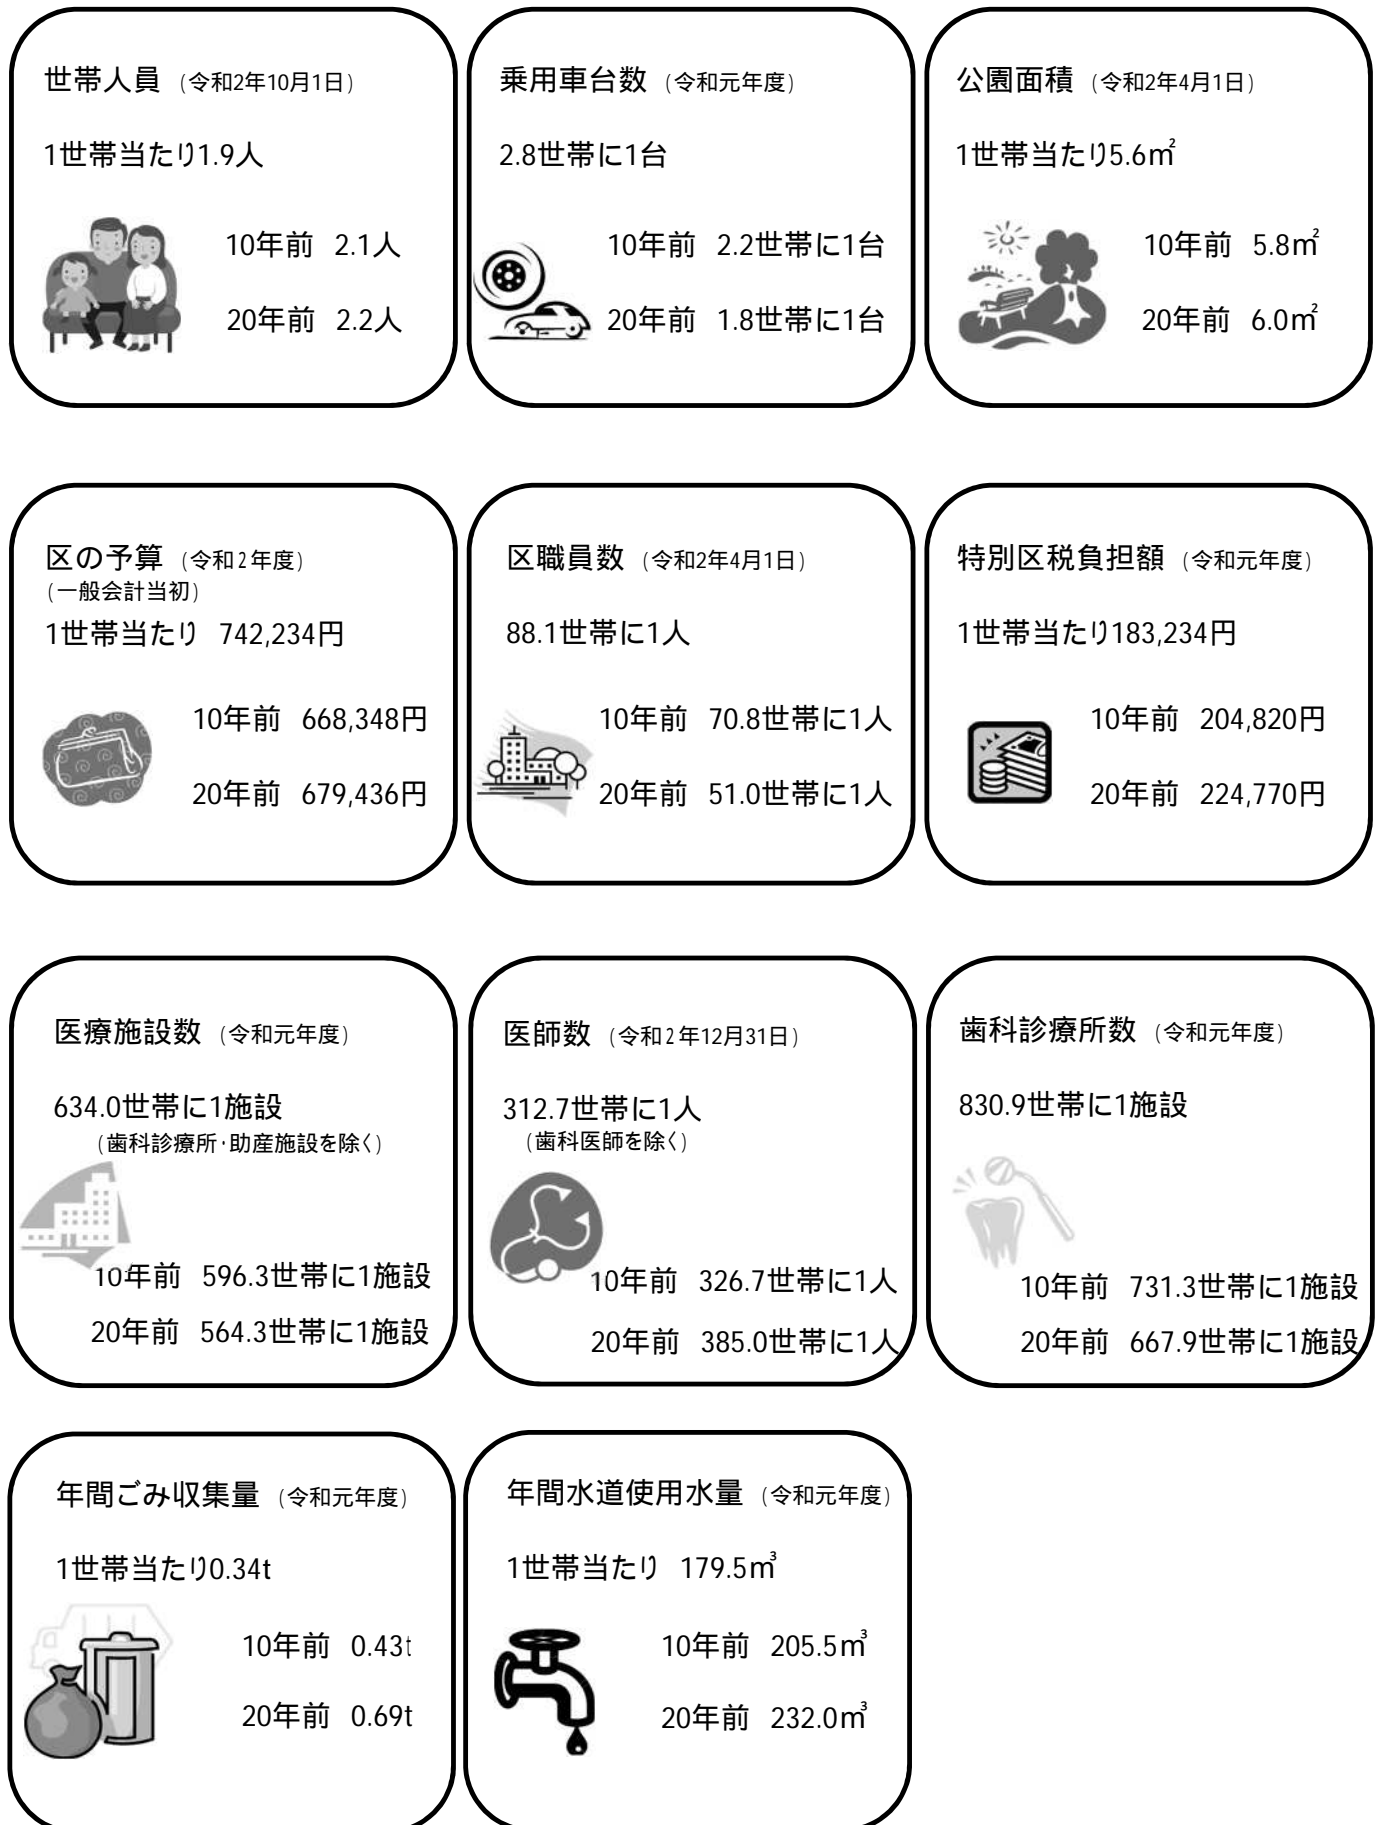 世帯人員 (令和2年10月1日)
1世帯当たり1.9人
10年前 2.1人
20年前 2.2人
乗用車台数 (令和元年度)
2.8世帯に1台
10年前 2.2世帯に1台
20年前 1.8世帯に1台
公園面積 (令和2年4月1日)
1世帯当たり5.6㎡
10年前 5.8㎡
20年前 6.0㎡
区の予算 (令和2年度)
(一般会計当初)
1世帯当たり 742,234円
10年前 668,348円
20年前 679,436円
区職員数 (令和2年4月1日)
88.1世帯に1人
10年前 70.8世帯に1人
20年前 51.0世帯に1人
特別区税負担額 (令和元年度)
1世帯当たり183,234円
10年前 204,820円
20年前 224,770円
医療施設数 (令和元年度)
634.0世帯に1施設
(歯科診療所・助産施設を除く)
10年前 596.3世帯に1施設
20年前 564.3世帯に1施設
医師数 (令和2年12月31日)
312.7世帯に1人
(歯科医師を除く)
10年前 326.7世帯に1人
20年前 385.0世帯に1人
歯科診療所数 (令和元年度)
830.9世帯に1施設
10年前 731.3世帯に1施設
20年前 667.9世帯に1施設
年間ごみ収集量 (令和元年度)
1世帯当たり0.34t
10年前 0.43t
20年前 0.69t
年間水道使用水量 (令和元年度)
1世帯当たり 179.5㎥
10年前 205.5㎥
20年前 232.0㎥